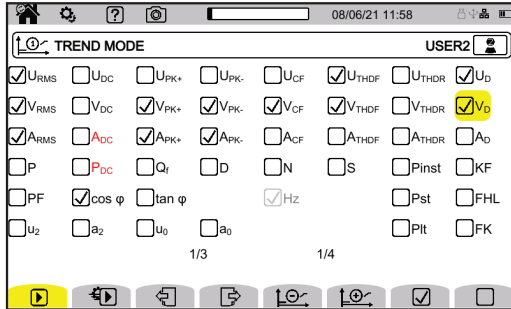 08/06/21 11:58
TREND MODE USER2
URMS UDC UPK+ UPK- UCF UTHDF UTHDR UD
VRMS VDC VPK+ VPK- VCF VTHDF VTHDR VD
ARMS ADC APK+ APK- ACF ATHDF ATHDR AD
P PDC Qf D N S Pinst KF
PF cos φ tan φ Hz Pst FHL
u2 a2 u0 a0 Plt FK
1/3 1/4